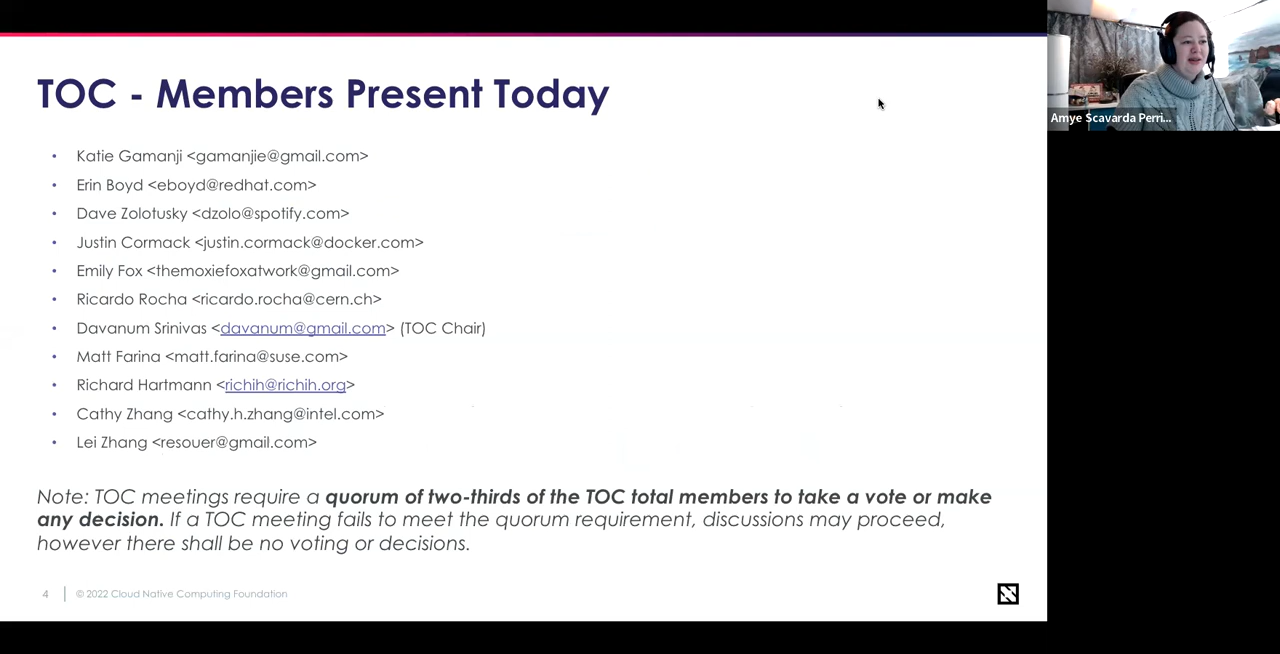 TOC - Members Present Today
Amye Scavarda Perri...
• Katie Gamanji <gamanjie@gmail.com>
• Erin Boyd <eboyd@redhat.com>
• Dave Zolotusky <dzolo@spotify.com>
• Justin Cormack <justin.cormack@docker.com>
• Emily Fox <themoxiefoxatwork@gmail.com>
• Ricardo Rocha <ricardo.rocha@cern.ch>
• Davanum Srinivas <davanum@gmail.com> (TOC Chair)
• Matt Farina <matt.farina@suse.com>
• Richard Hartmann <richih@richih.org>
• Cathy Zhang <cathy.h.zhang@intel.com>
• Lei Zhang <resouer@gmail.com>
Note: TOC meetings require a quorum of two-thirds of the TOC total members to take a vote or make
any decision. If a TOC meeting fails to meet the quorum requirement, discussions may proceed,
however there shall be no voting or decisions.
4 © 2022 Cloud Native Computing Foundation